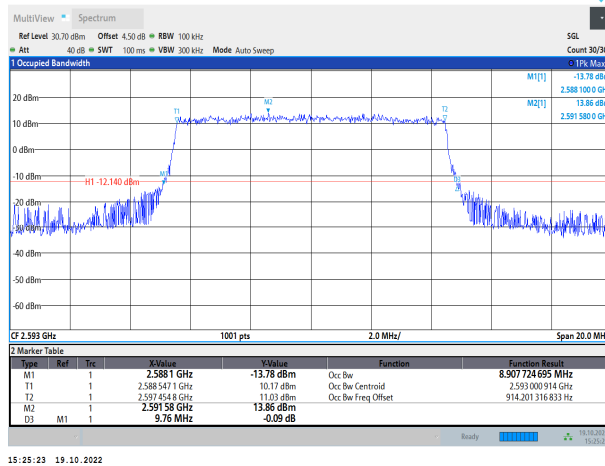 MultiView Spectrum
Ref Level 30.70 dBm Offset 4.50 dB RBW 100 kHz SGL
Att 40 dB SWT 100 ms VBW 300 kHz Mode Auto Sweep Count 30/30
1 Occupied Bandwidth 1Pk Max
M1[1] -13.78 dBm
2.588 100 0 GH
M2[1] 13.86 dBm
2.591 580 0 GH
20 dBm
10 dBm
0 dBm
-10 dBm
-20 dBm
-30 dBm
-40 dBm
-50 dBm
-60 dBm
T1
M2
T2
M1
D3
H1 -12.140 dBm
CF 2.593 GHz 1001 pts 2.0 MHz/ Span 20.0 MH
2 Marker Table
Type Ref Trc X-Value Y-Value Function Function Result
M1 1 2.588 1 GHz -13.78 dBm Occ Bw 8.907 724 695 MHz
T1 1 2.588 547 1 GHz 10.17 dBm Occ Bw Centroid 2.593 000 914 GHz
T2 1 2.597 454 8 GHz 11.03 dBm Occ Bw Freq Offset 914.201 316 833 Hz
M2 1 2.591 58 GHz 13.86 dBm
D3 M1 1 9.76 MHz -0.09 dB
Ready 19.10.202
15:25:2
15:25:23 19.10.2022